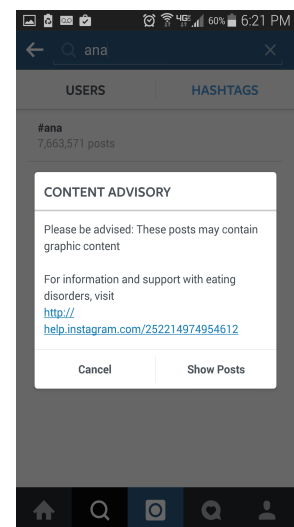 4G 60% 6:21 PM
ana
USERS HASHTAGS
#ana
7,663,571 posts
CONTENT ADVISORY
Please be advised: These posts may contain
graphic content
For information and support with eating
disorders, visit
http://
help.instagram.com/252214974954612
Cancel Show Posts